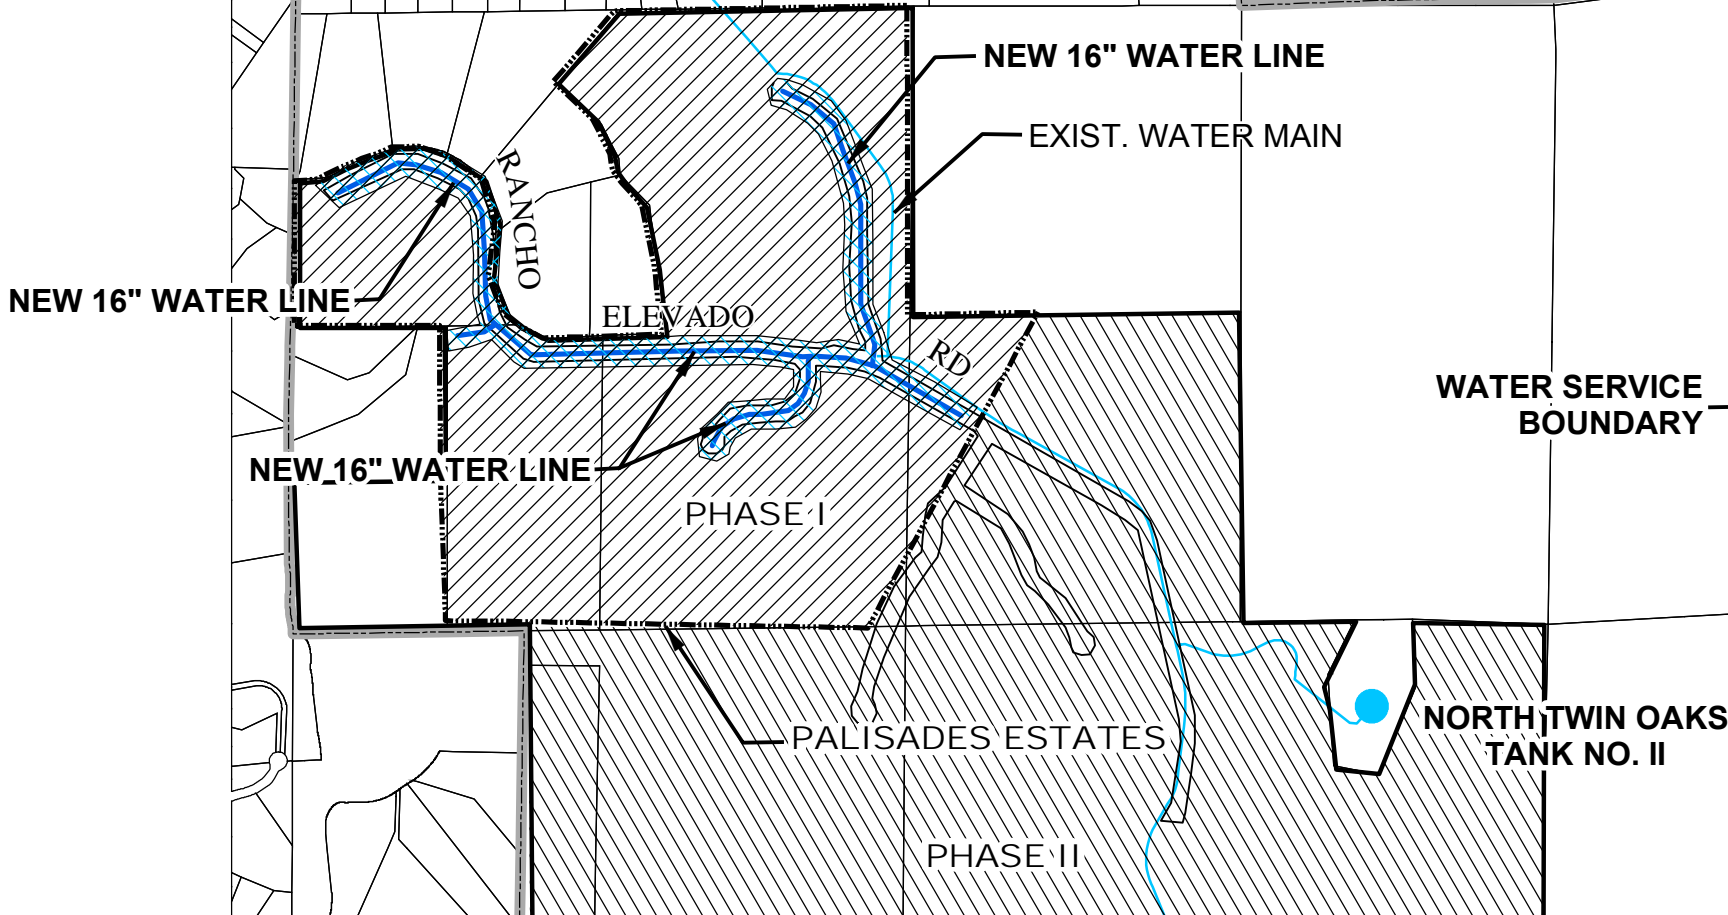 NEW 16" WATER LINE
EXIST. WATER MAIN
RANCHO
NEW 16" WATER LINE
ELEVADO
RD
WATER SERVICE
BOUNDARY
NEW 16" WATER LINE
PHASE I
PALISADES ESTATES
NORTH TWIN OAKS
TANK NO. II
PHASE II